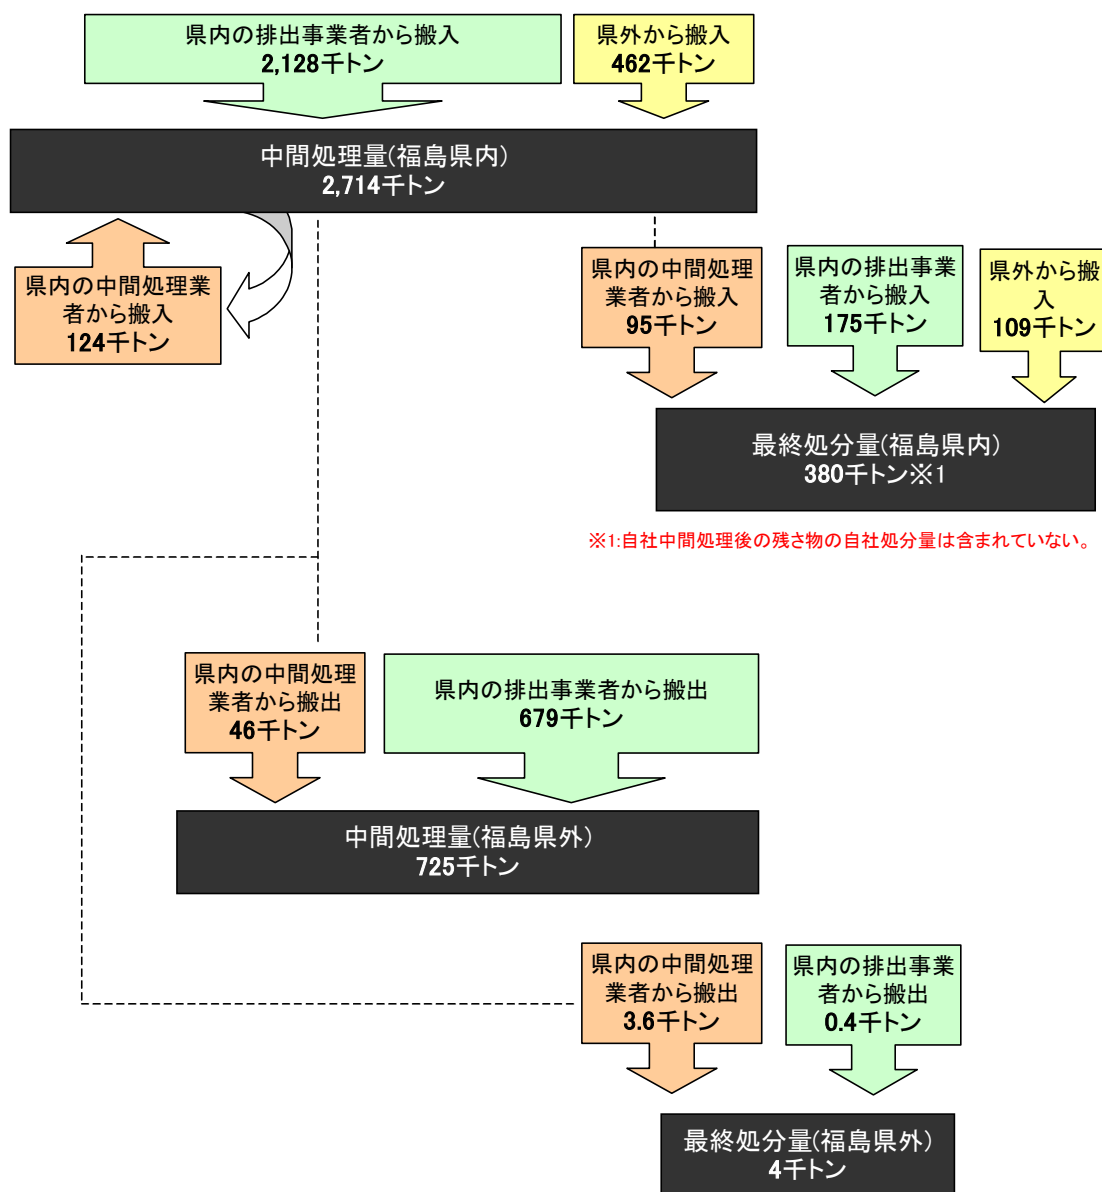 県内の排出事業者から搬入
2,128千トン
県外から搬入
462千トン
中間処理量(福島県内)
2,714千トン
県内の中間処理業
者から搬入
124千トン
県内の中間処理
業者から搬入
95千トン
県内の排出事業
者から搬入
175千トン
県外から搬
入
109千トン
最終処分量(福島県内)
380千トン※1
※1:自社中間処理後の残さ物の自社処分量は含まれていない。
県内の中間処理
業者から搬出
46千トン
県内の排出事業者から搬出
679千トン
中間処理量(福島県外)
725千トン
県内の中間処理
業者から搬出
3.6千トン
県内の排出事業
者から搬出
0.4千トン
最終処分量(福島県外)
4千トン